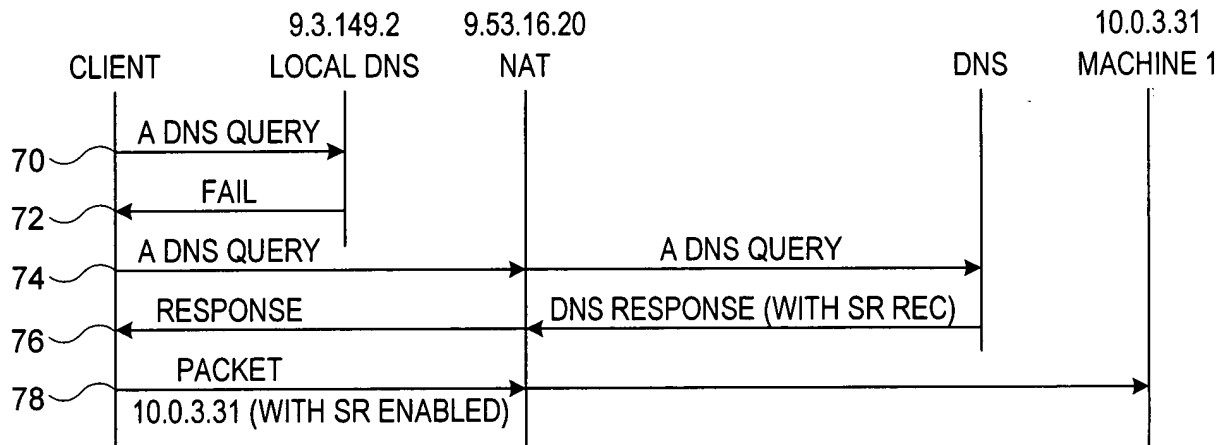 9.3.149.2 9.53.16.20 10.0.3.31
CLIENT LOCAL DNS NAT DNS MACHINE 1
A DNS QUERY
70
FAIL
72
A DNS QUERY A DNS QUERY
74
RESPONSE DNS RESPONSE (WITH SR REC)
76
PACKET
78
10.0.3.31 (WITH SR ENABLED)